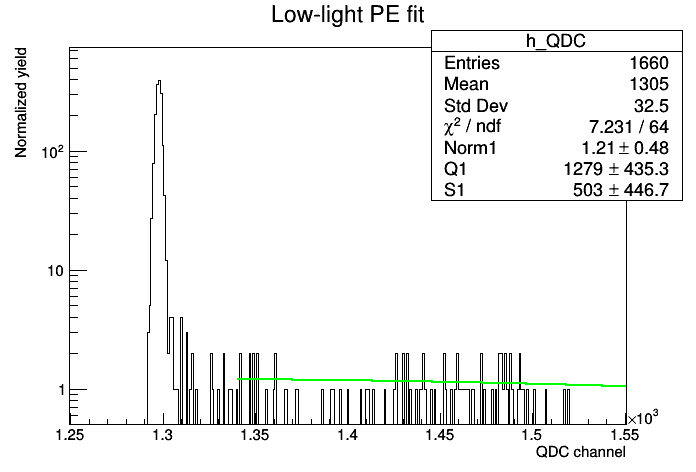 Low-light PE fit
h_QDC
Entries 1660
Mean 1305
Std Dev 32.5
χ² / ndf 7.231 / 64
Norm1 1.21 ± 0.48
Q1 1279 ± 435.3
S1 503 ± 446.7
Normalized yield
10²
10
1
1.25 1.3 1.35 1.4 1.45 1.5 1.55
×10³
QDC channel